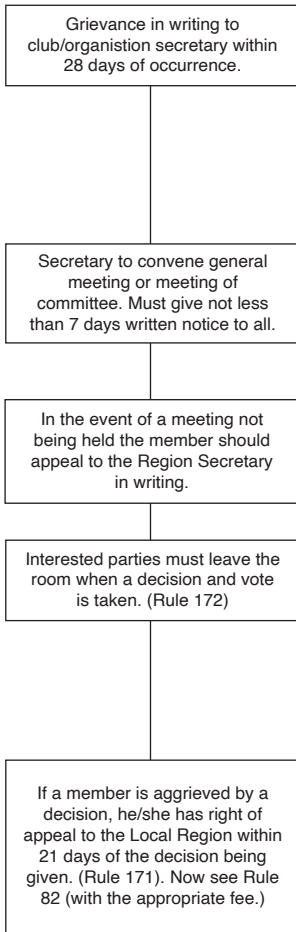 Grievance in writing to
club/organistion secretary within
28 days of occurrence.
Secretary to convene general
meeting or meeting of
committee. Must give not less
than 7 days written notice to all.
In the event of a meeting not
being held the member should
appeal to the Region Secretary
in writing.
Interested parties must leave the
room when a decision and vote
is taken. (Rule 172)
If a member is aggrieved by a
decision, he/she has right of
appeal to the Local Region within
21 days of the decision being
given. (Rule 171). Now see Rule
82 (with the appropriate fee.)